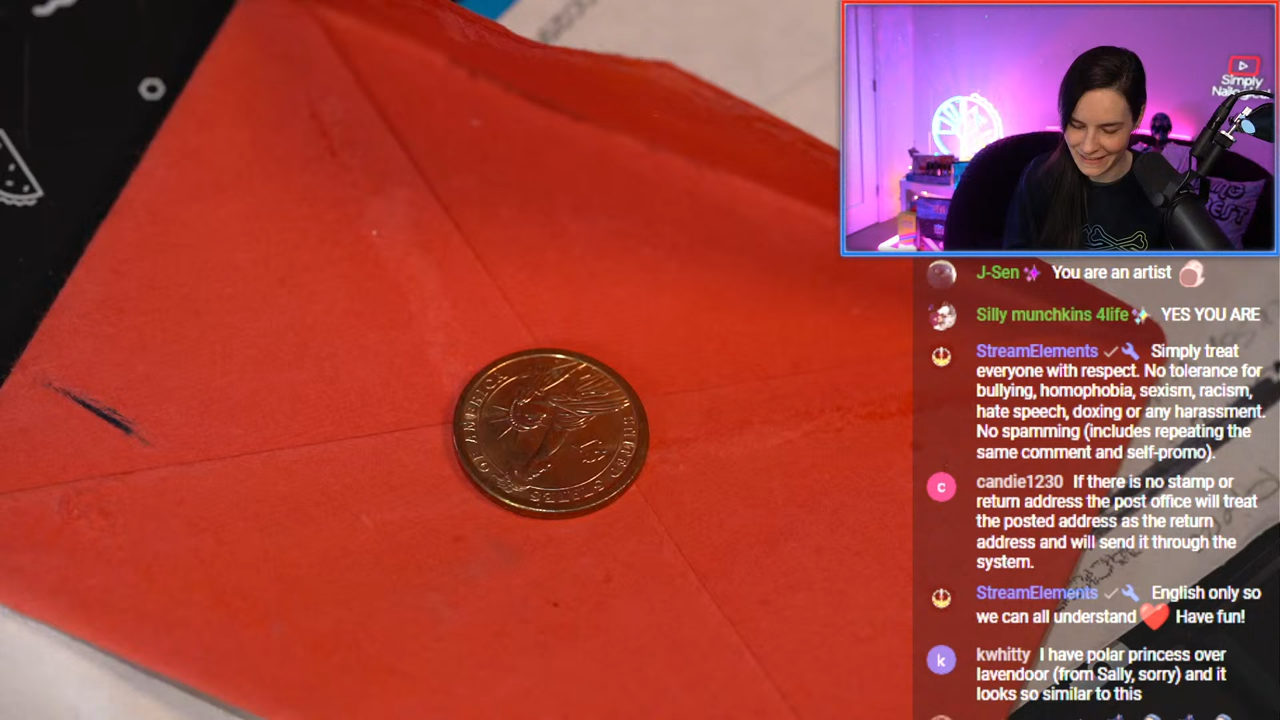 Simply
J-Sen You are an artist
Silly munchkins 4life YES YOU ARE
StreamElements Simply treat
everyone with respect. No tolerance for
bullying, homophobia, sexism, racism,
hate speech, doxing or any harassment.
No spamming (includes repeating the
same comment and self-promo).
c candie1230 If there is no stamp or
return address the post office will treat
the posted address as the return
address and will send it through the
system.
StreamElements English only so
we can all understand ❤️ Have fun!
k kwhitty I have polar princess over
lavendoor (from Sally, sorry) and it
looks so similar to this
UNITED STATES OF AMERICA
$1